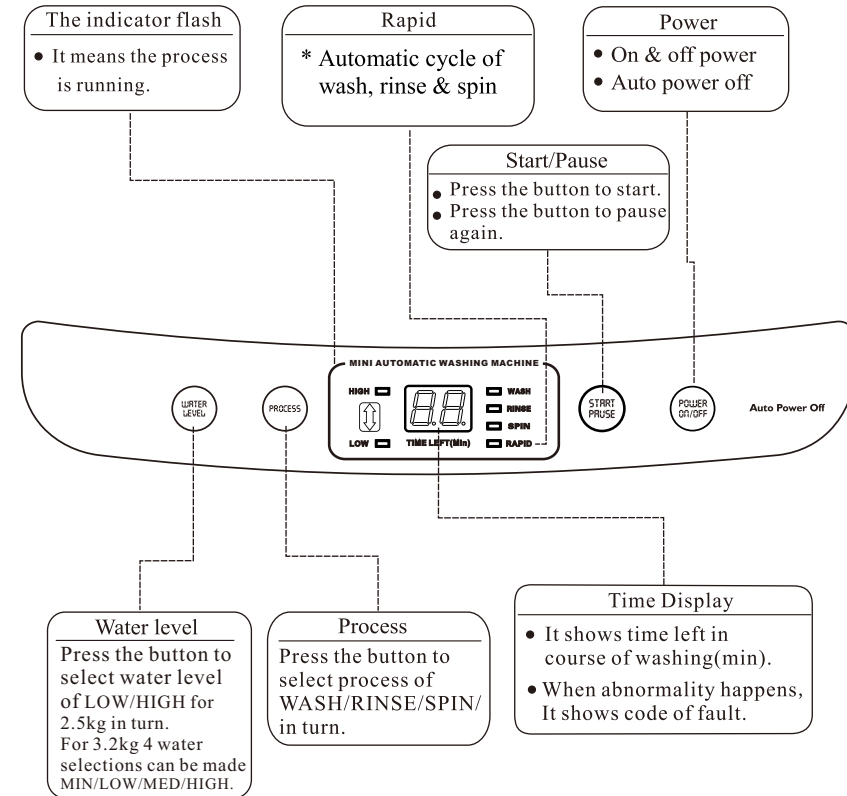 The indicator flash
• It means the process
is running.
Rapid
* Automatic cycle of
wash, rinse & spin
Power
• On & off power
• Auto power off
Start/Pause
• Press the button to start.
• Press the button to pause
again.
MINI AUTOMATIC WASHING MACHINE
WATER
LEVEL
PROCESS
HIGH
LOW
88
TIME LEFT(Min)
WASH
RINSE
SPIN
RAPID
START
PAUSE
POWER
ON/OFF
Auto Power Off
Water level
Press the button to
select water level
of LOW/HIGH for
2.5kg in turn.
For 3.2kg 4 water
selections can be made
MIN/LOW/MED/HIGH.
Process
Press the button to
select process of
WASH/RINSE/SPIN/
in turn.
Time Display
• It shows time left in
course of washing(min).
• When abnormality happens,
It shows code of fault.